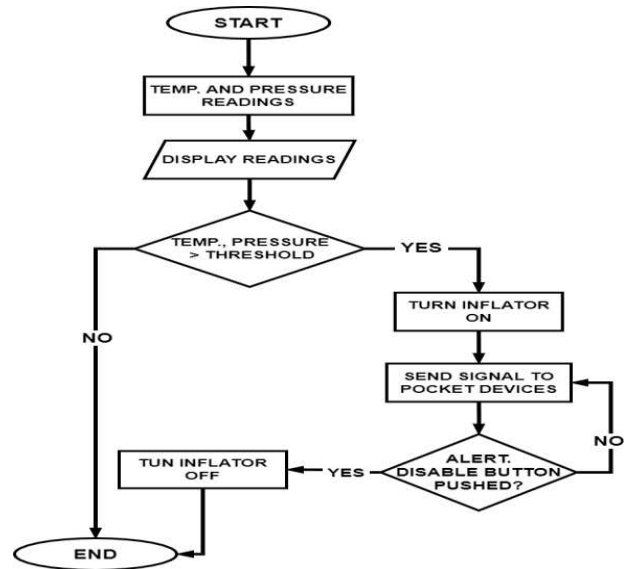 START
TEMP. AND PRESSURE
READINGS
DISPLAY READINGS
TEMP., PRESSURE
> THRESHOLD
YES
NO
TURN INFLATOR
ON
SEND SIGNAL TO
POCKET DEVICES
ALERT.
DISABLE BUTTON
PUSHED?
NO
YES
TUN INFLATOR
OFF
END